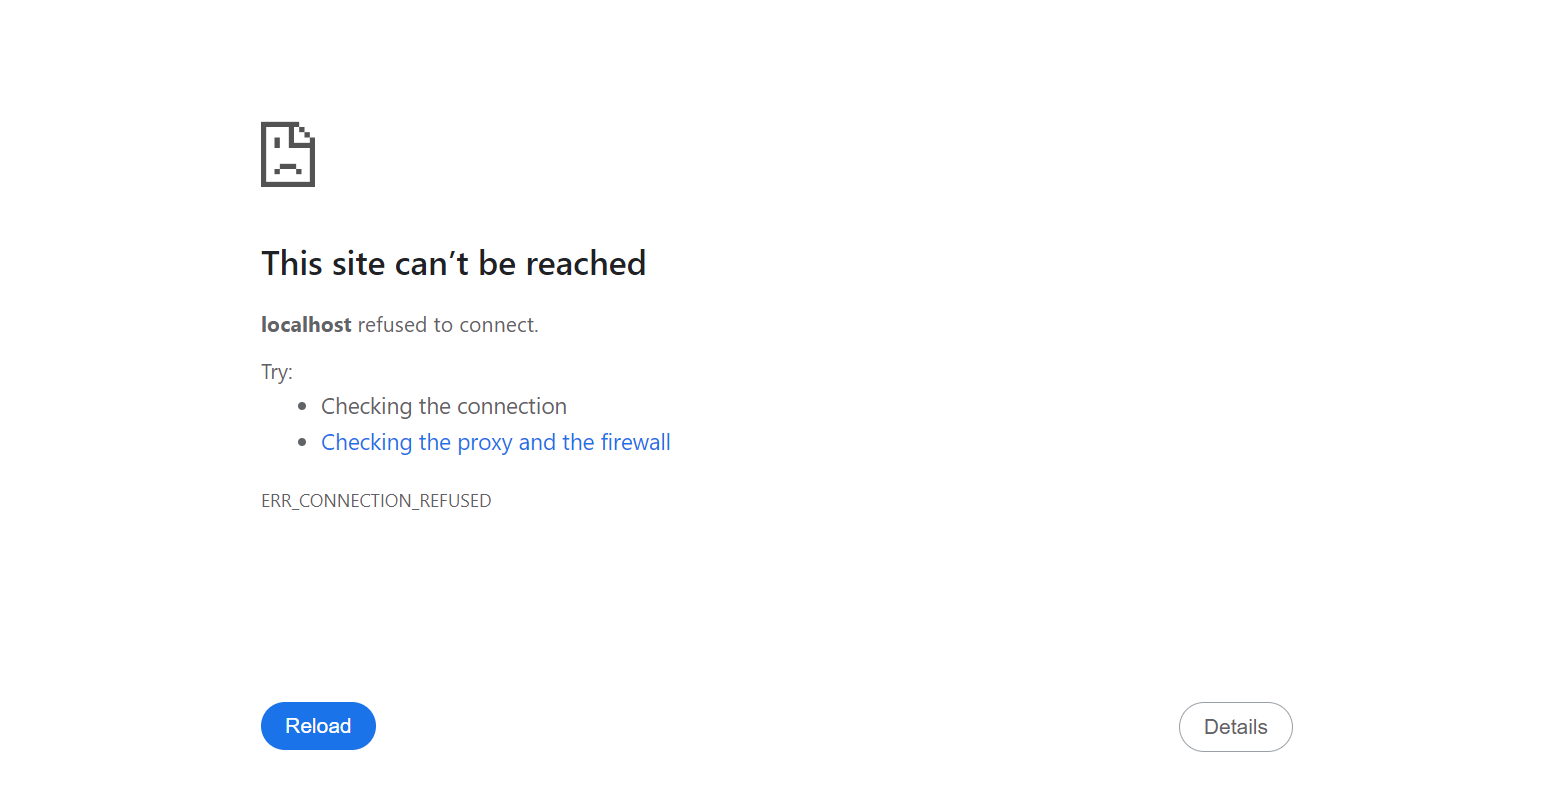 This site can’t be reached
localhost refused to connect.
Try:
Checking the connection
Checking the proxy and the firewall
ERR_CONNECTION_REFUSED
Reload
Details